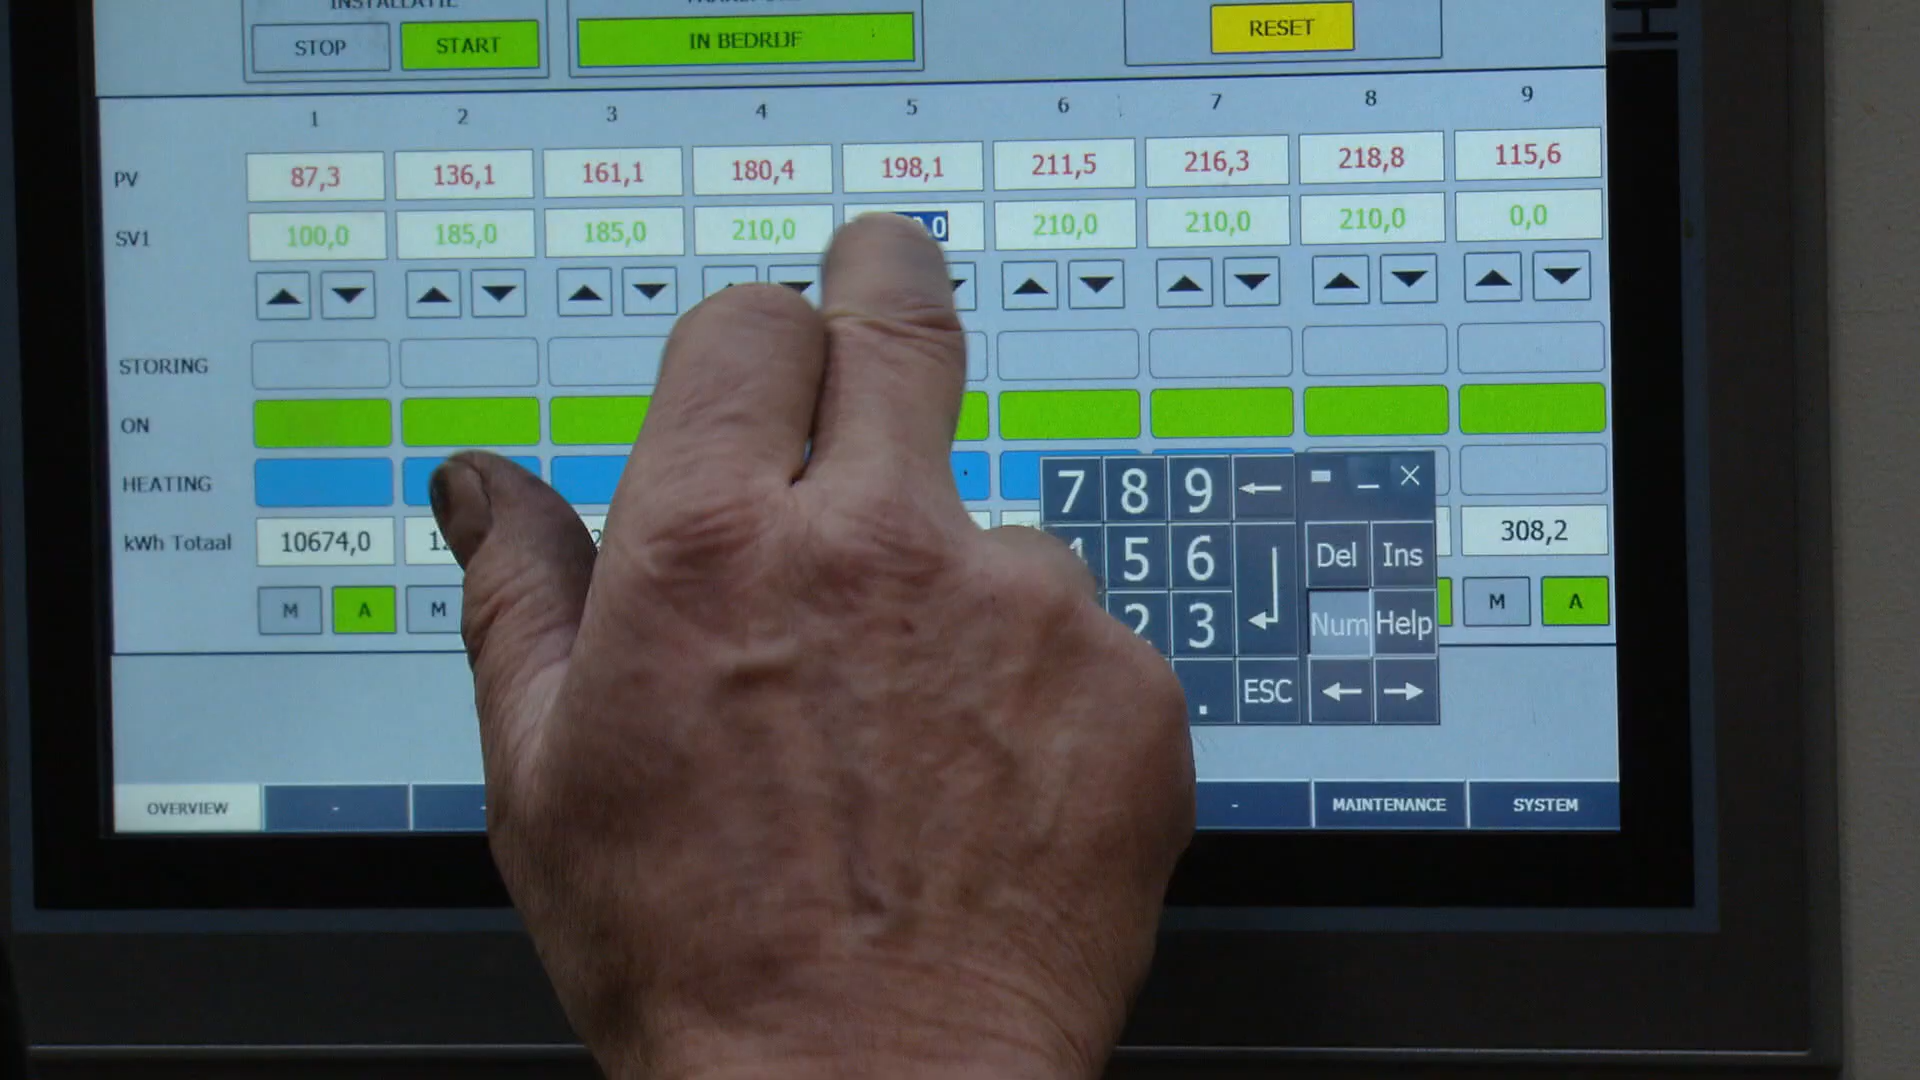 INSTALLATIE
STOP START IN BEDRIJF RESET
1 2 3 4 5 6 7 8 9
PV 87,3 136,1 161,1 180,4 198,1 211,5 216,3 218,8 115,6
SV1 100,0 185,0 185,0 210,0 210,0 210,0 210,0 0,0
STORING
ON
HEATING
kWh Totaal 10674,0 308,2
M A M M A
7 8 9
5 6 Del Ins
2 3 Num Help
. ESC
OVERVIEW - - - MAINTENANCE SYSTEM